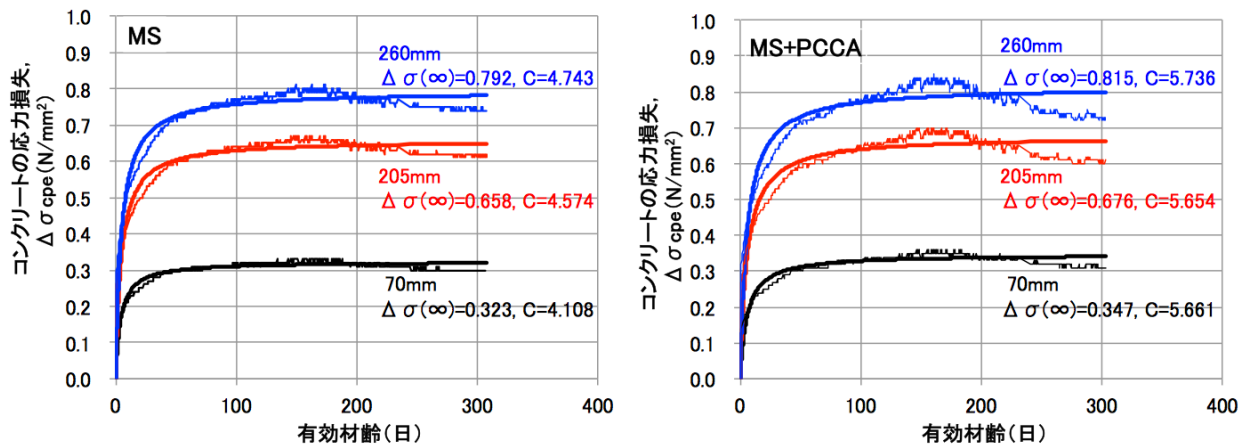 MS
コンクリートの応力損失,
Δσcpe(N/mm²)
1.0
0.9
0.8
0.7
0.6
0.5
0.4
0.3
0.2
0.1
0.0
260mm
Δσ(∞)=0.792, C=4.743
205mm
Δσ(∞)=0.658, C=4.574
70mm
Δσ(∞)=0.323, C=4.108
0 100 200 300 400
有効材齢(日)
MS+PCCA
コンクリートの応力損失,
Δσcpe(N/mm²)
1.0
0.9
0.8
0.7
0.6
0.5
0.4
0.3
0.2
0.1
0.0
260mm
Δσ(∞)=0.815, C=5.736
205mm
Δσ(∞)=0.676, C=5.654
70mm
Δσ(∞)=0.347, C=5.661
0 100 200 300 400
有効材齢(日)